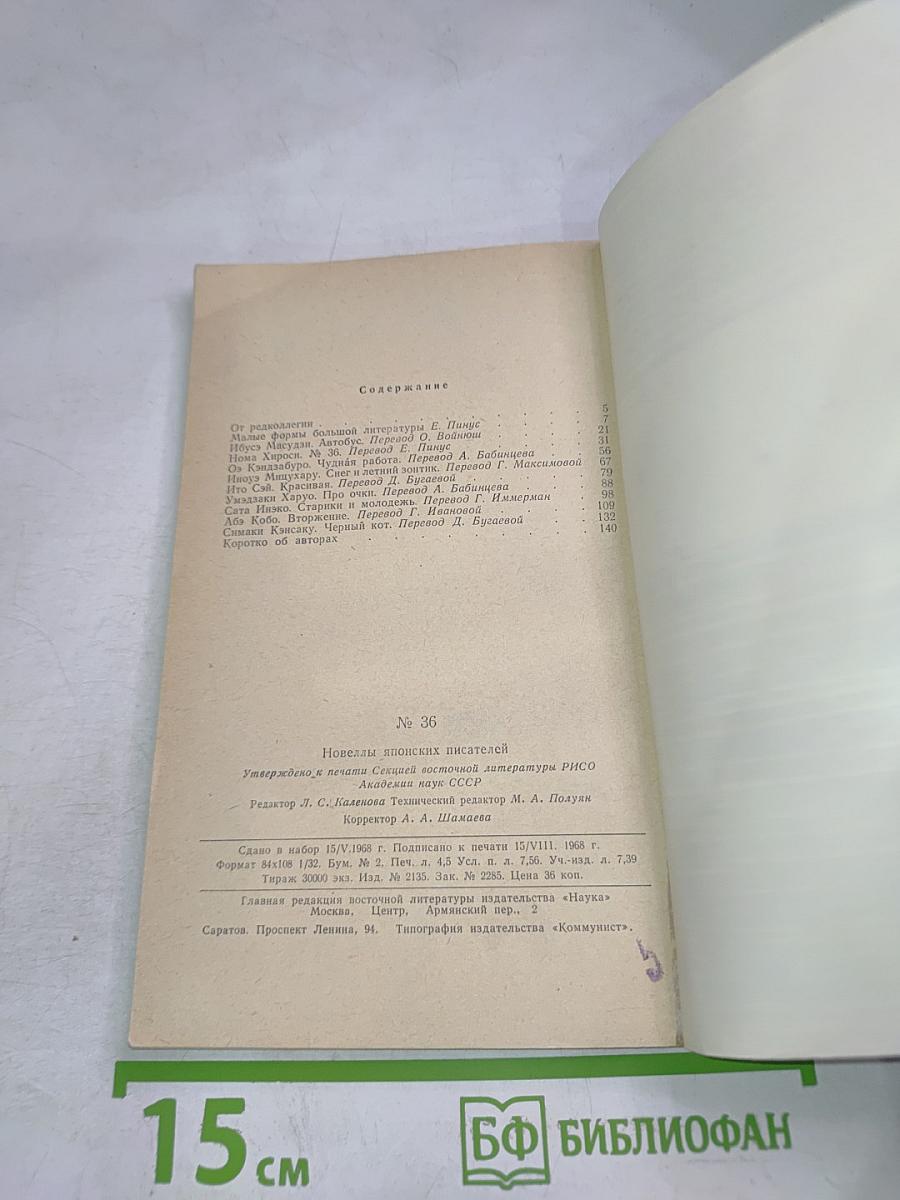 Содержание
От редколлегии . . . . . . . . . . . 5
Малые формы большой литературы Е. Пинус . . . . 7
Ибусэ Масудзи. Автобус. Перевод О. Войнюш . . . . 21
Нома Хироси. № 36. Перевод Е. Пинус . . . . . 31
Оэ Кэндзабуро. Чудная работа. Перевод А. Бабинцева . . 56
Иноуэ Мицухару. Снег и летний зонтик. Перевод Г. Максимовой 67
Ито Сэй. Красивая. Перевод Д. Бугаевой . . . . 79
Умэдзаки Харуо. Про очки. Перевод А. Бабинцева . . . 88
Сата Инэко. Старики и молодежь. Перевод Г. Иммерман . . 98
Абэ Кобо. Вторжение. Перевод Г. Ивановой . . . . 109
Симаки Кэнсаку. Черный кот. Перевод Д. Бугаевой . . . 132
Коротко об авторах . . . . . . . . . . 140
№ 36
Новеллы японских писателей
Утверждено к печати Секцией восточной литературы РИСО
Академии наук СССР
Редактор Л. С. Каленова Технический редактор М. А. Полуян
Корректор А. А. Шамаева
Сдано в набор 15/V.1968 г. Подписано к печати 15/VIII. 1968 г.
Формат 84х108 1/32. Бум. № 2. Печ. л. 4,5 Усл. п. л. 7,56. Уч.-изд. л. 7,39
Тираж 30000 экз. Изд. № 2135. Зак. № 2285. Цена 36 коп.
Главная редакция восточной литературы издательства «Наука»
Москва, Центр, Армянский пер., 2
Саратов. Проспект Ленина, 94. Типография издательства «Коммунист».
5
15 см
БФ БИБЛИОФАН